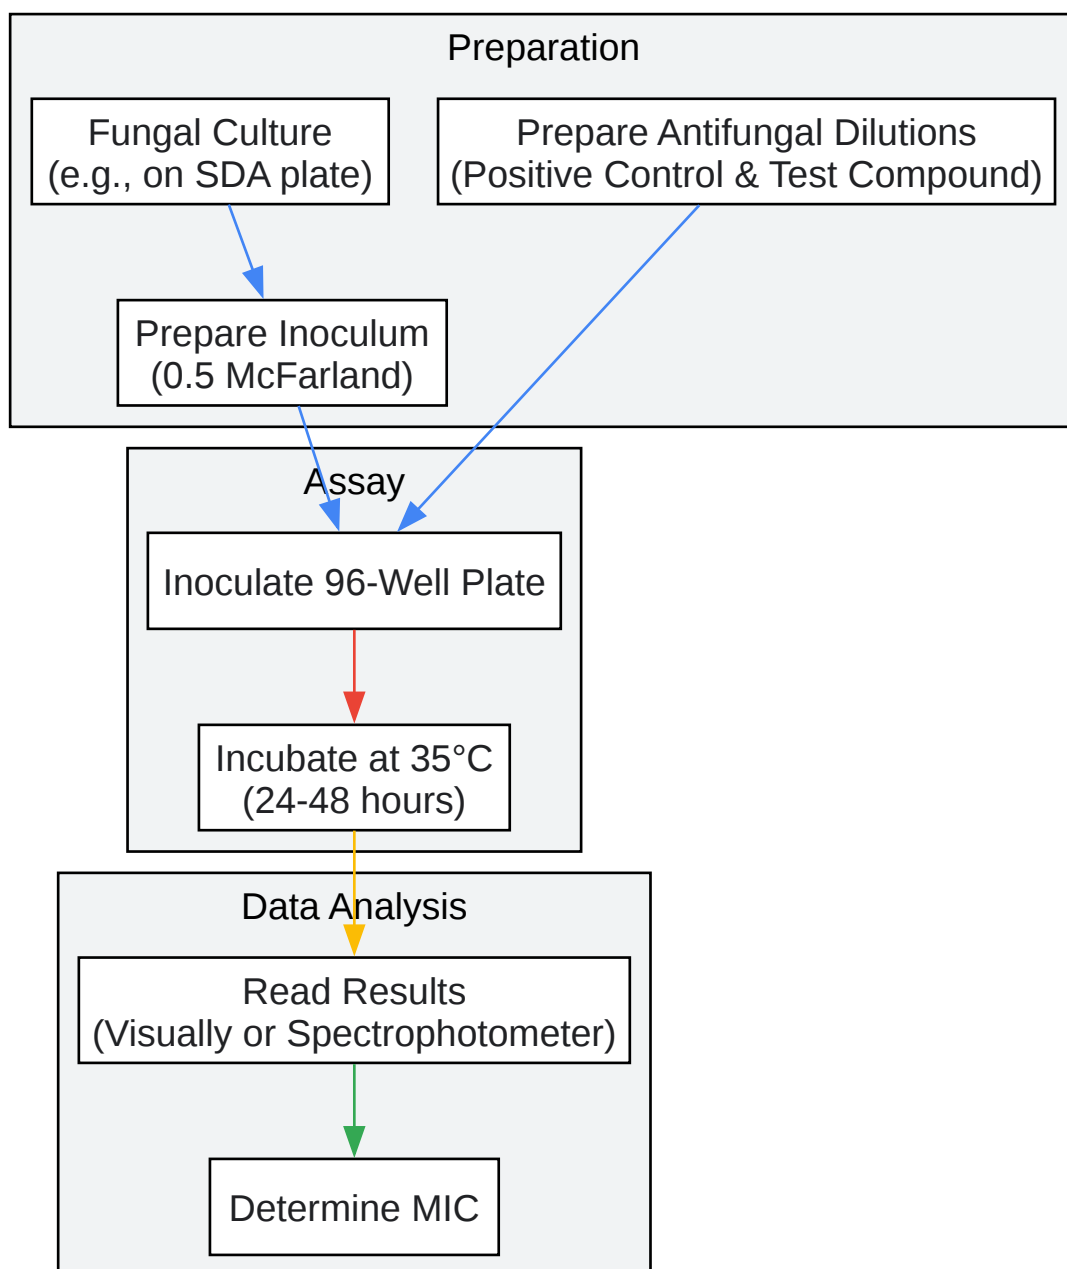 Preparation
Fungal Culture
(e.g., on SDA plate)
Prepare Antifungal Dilutions
(Positive Control & Test Compound)
Prepare Inoculum
(0.5 McFarland)
Assay
Inoculate 96-Well Plate
Incubate at 35°C
(24-48 hours)
Data Analysis
Read Results
(Visually or Spectrophotometer)
Determine MIC